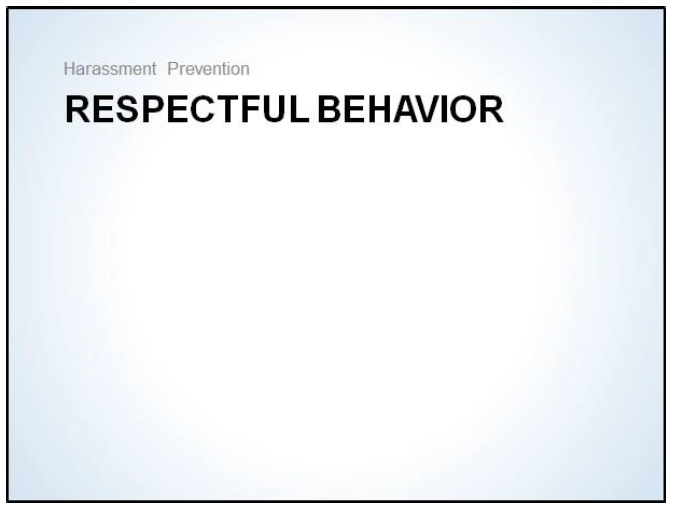 Harassment Prevention
RESPECTFUL BEHAVIOR